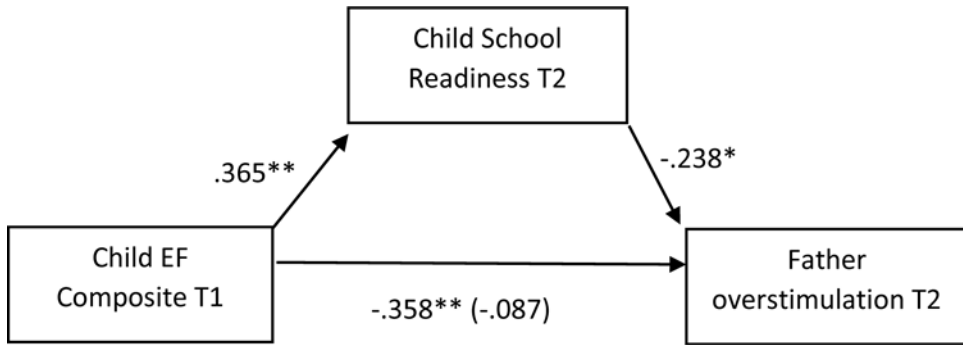 Child School
Readiness T2
.365**
-.238*
Child EF
Composite T1
-.358** (-.087)
Father
overstimulation T2